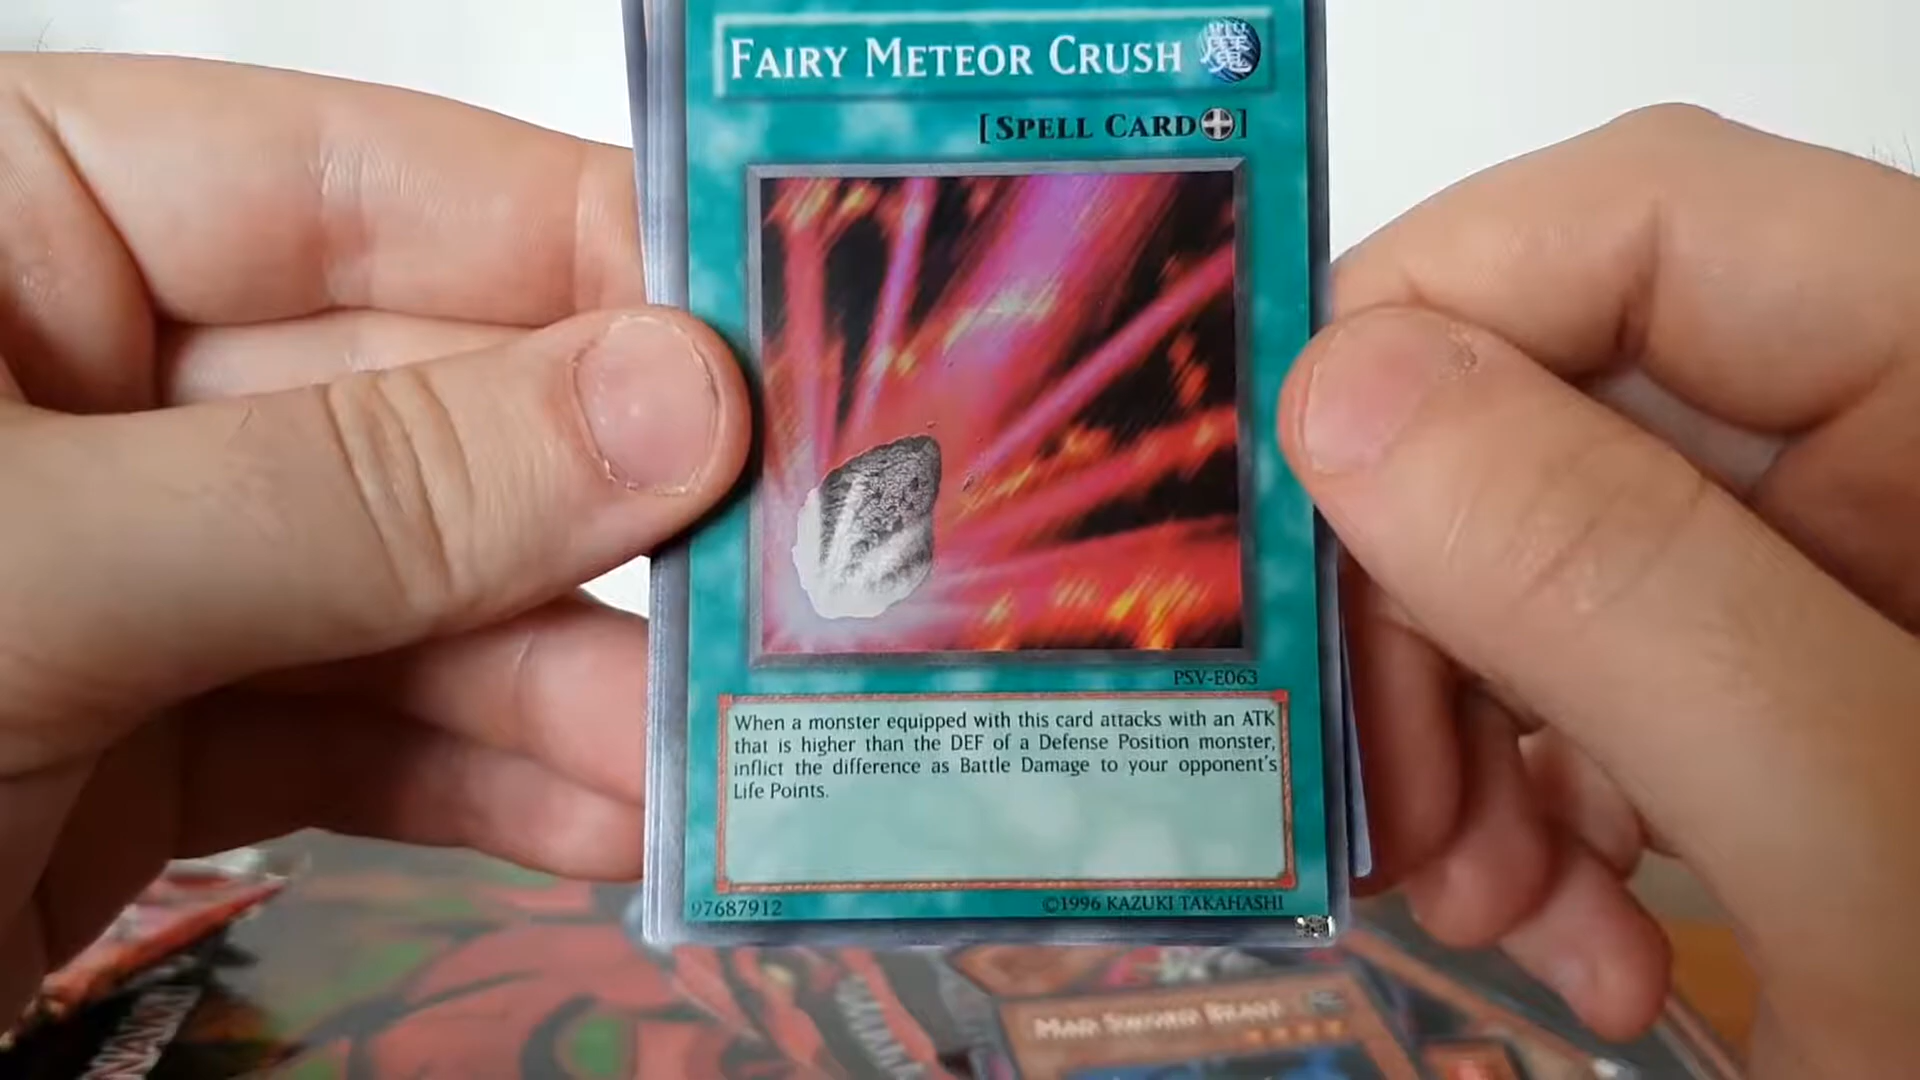 FAIRY METEOR CRUSH 魔
[SPELL CARD]
PSV-E063
When a monster equipped with this card attacks with an ATK
that is higher than the DEF of a Defense Position monster,
inflict the difference as Battle Damage to your opponent's
Life Points.
97687912
©1996 KAZUKI TAKAHASHI
MAD SWORD BEAST